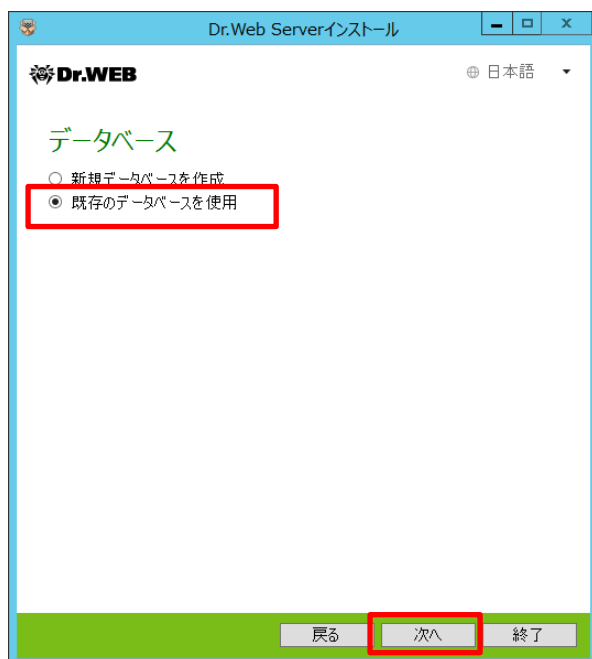 Dr.Web Serverインストール
Dr.WEB
日本語
データベース
新規データベースを作成
既存のデータベースを使用
戻る
次へ
終了